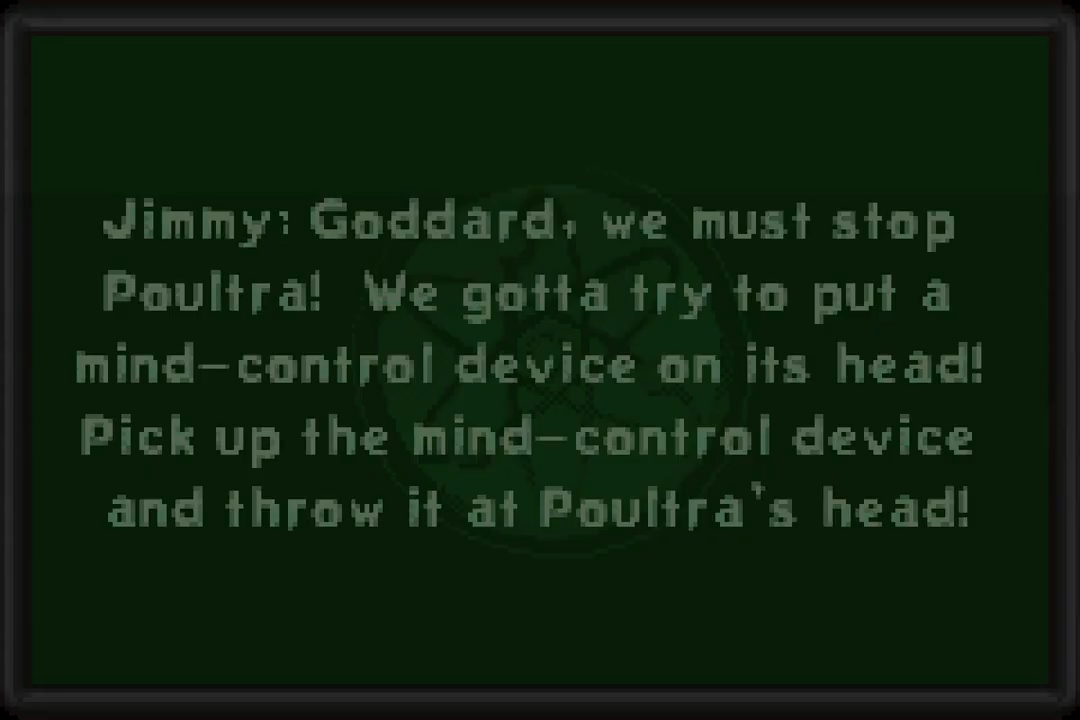 Jimmy: Goddard, we must stop
Poultra! We gotta try to put a
mind-control device on its head!
Pick up the mind-control device
and throw it at Poultra's head!